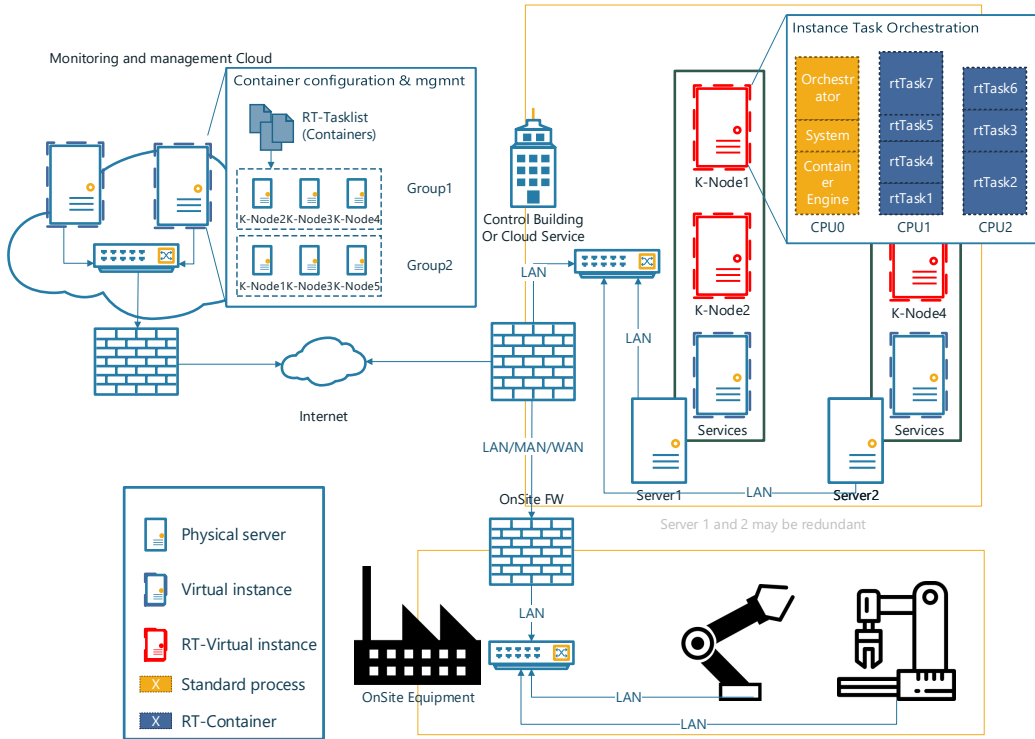 Monitoring and management Cloud
Container configuration & mgmnt
RT-Tasklist
(Containers)
Group1
K-Node2
K-Node3
K-Node4
Group2
K-Node1
K-Node3
K-Node5
Internet
Control Building
Or Cloud Service
LAN
LAN
LAN/MAN/WAN
Instance Task Orchestration
Orchestr
ator
System
Contain
er
Engine
CPU0
rtTask7
rtTask5
rtTask4
rtTask1
CPU1
rtTask6
rtTask3
rtTask2
CPU2
K-Node1
K-Node2
K-Node4
Services
Services
Server1
Server2
LAN
Server 1 and 2 may be redundant
OnSite FW
LAN
OnSite Equipment
LAN
LAN
Physical server
Virtual instance
RT-Virtual instance
X
Standard process
X
RT-Container